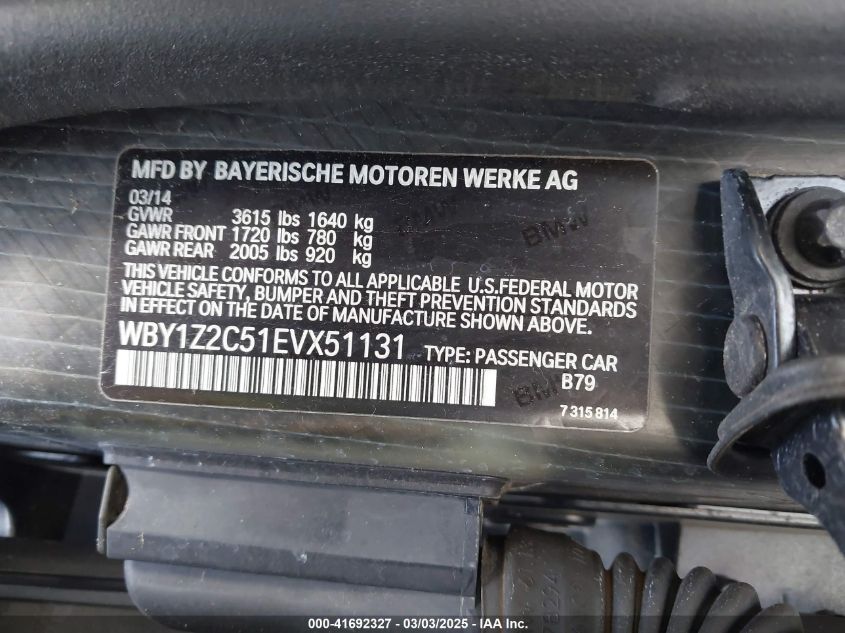 MFD BY BAYERISCHE MOTOREN WERKE AG
03/14
GVWR 3615 lbs 1640 kg
GAWR FRONT 1720 lbs 780 kg
GAWR REAR 2005 lbs 920 kg
THIS VEHICLE CONFORMS TO ALL APPLICABLE U.S.FEDERAL MOTOR
VEHICLE SAFETY, BUMPER AND THEFT PREVENTION STANDARDS
IN EFFECT ON THE DATE OF MANUFACTURE SHOWN ABOVE.
WBY1Z2C51EVX51131 TYPE: PASSENGER CAR
B79
7 315 814
BMW
000-41692327 - 03/03/2025 - IAA Inc.